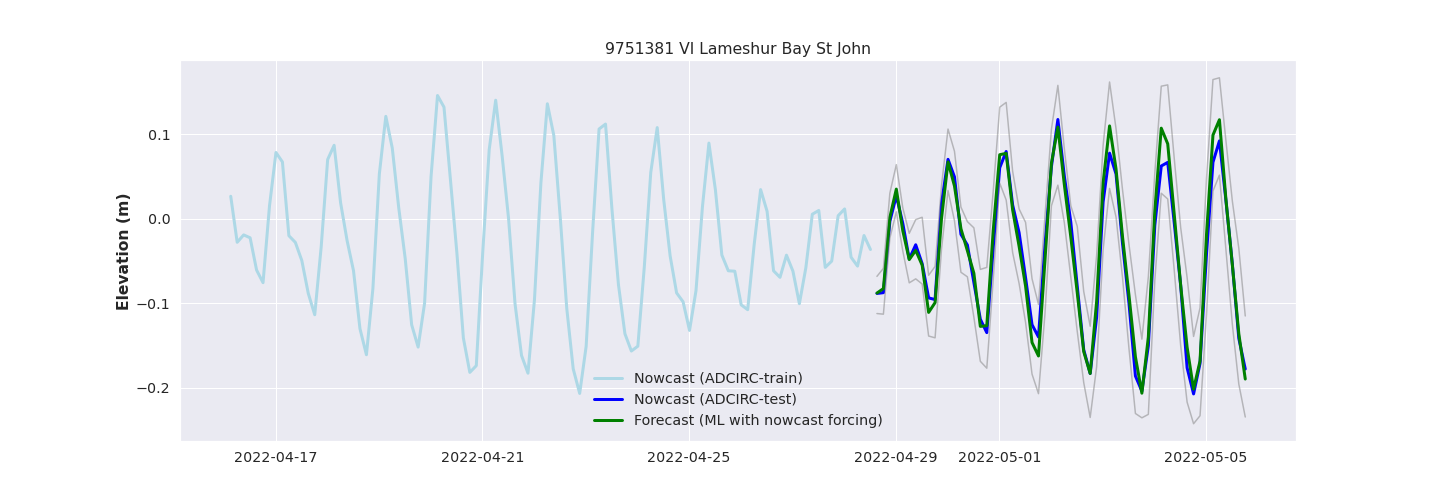 9751381 VI Lameshur Bay St John
Elevation (m)
0.1
0.0
−0.1
−0.2
Nowcast (ADCIRC-train)
Nowcast (ADCIRC-test)
Forecast (ML with nowcast forcing)
2022-04-17 2022-04-21 2022-04-25 2022-04-29 2022-05-01 2022-05-05